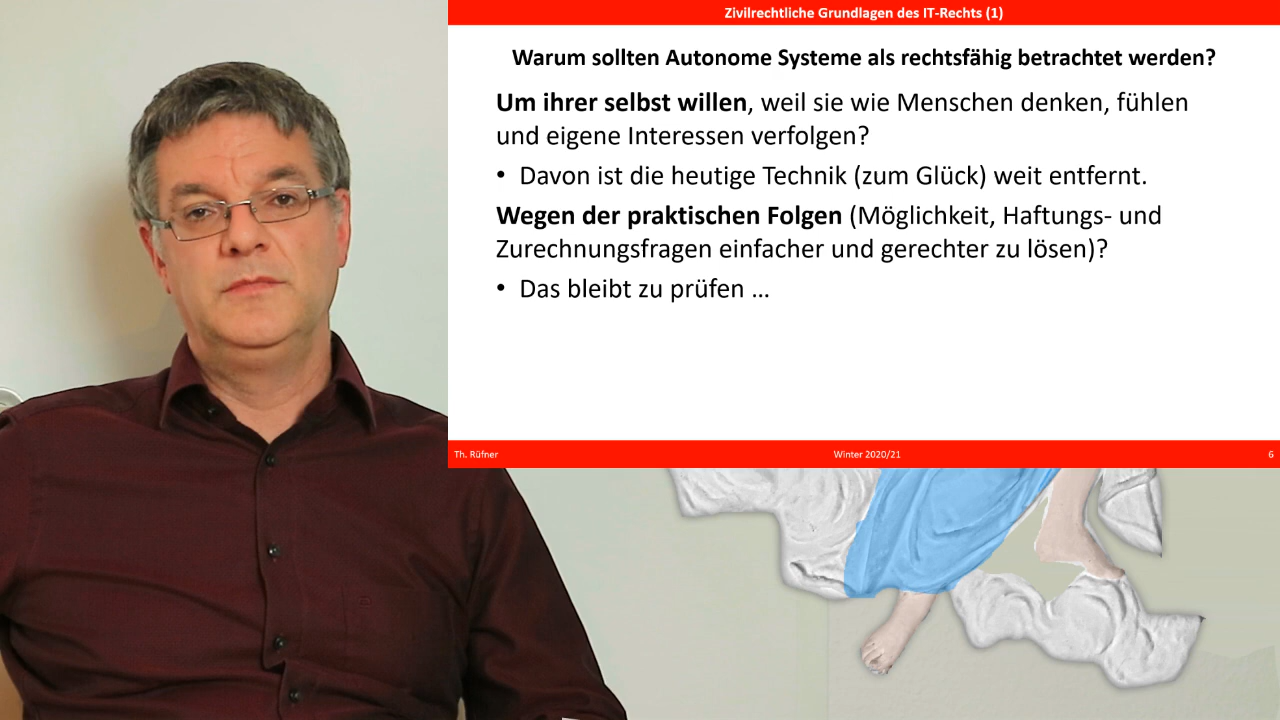 Zivilrechtliche Grundlagen des IT-Rechts (1)
Warum sollten Autonome Systeme als rechtsfähig betrachtet werden?
Um ihrer selbst willen, weil sie wie Menschen denken, fühlen
und eigene Interessen verfolgen?
• Davon ist die heutige Technik (zum Glück) weit entfernt.
Wegen der praktischen Folgen (Möglichkeit, Haftungs- und
Zurechnungsfragen einfacher und gerechter zu lösen)?
• Das bleibt zu prüfen …
Th. Rüfner
Winter 2020/21
6